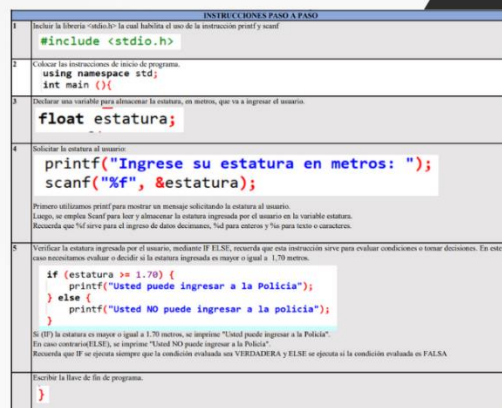 INSTRUCCIONES PASO A PASO
1 Incluir la librería <stdio.h> la cual habilita el uso de la instrucción printf y scanf
#include <stdio.h>
2 Colocar las instrucciones de inicio de programa.
using namespace std;
int main (){
3 Declarar una variable para almacenar la estatura, en metros, que va a ingresar el usuario.
float estatura;
4 Solicitar la estatura al usuario:
printf("Ingrese su estatura en metros: ");
scanf("%f", &estatura);
Primero utilizamos printf para mostrar un mensaje solicitando la estatura al usuario.
Luego, se emplea Scanf para leer y almacenar la estatura ingresada por el usuario en la variable estatura.
Recuerda que %f sirve para el ingreso de datos decimales, %d para enteros y %s para texto o caracteres.
5 Verificar la estatura ingresada por el usuario, mediante IF ELSE, recuerda que esta instrucción sirve para evaluar condiciones o tomar decisiones. En este
caso necesitamos evaluar o decidir si la estatura ingresada es mayor o igual a 1,70 metros.
if (estatura >= 1.70) {
printf("Usted puede ingresar a la Policia");
} else {
printf("Usted NO puede ingresar a la policia");
}
Si (IF) la estatura es mayor o igual a 1.70 metros, se imprime "Usted puede ingresar a la Policía".
En caso contrario(ELSE), se imprime "Usted NO puede ingresar a la Policía".
Recuerda que IF se ejecuta siempre que la condición evaluada sea VERDADERA y ELSE se ejecuta si la condición evaluada es FALSA
Escribir la llave de fin de programa.
}